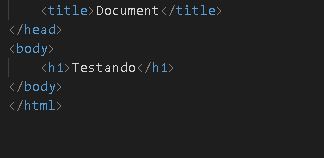 <title>Document</title>
</head>
<body>
<h1>Testando</h1>
</body>
</html>